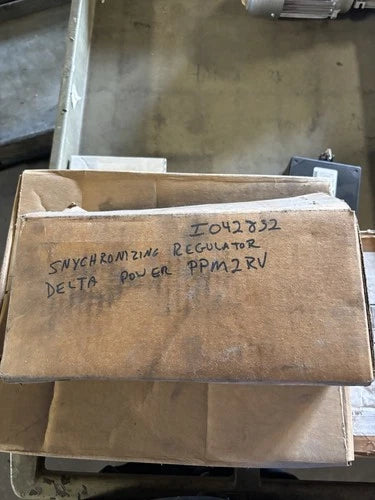 I042832
SNYCHRONIZING REGULATOR
DELTA POWER PPM2RV